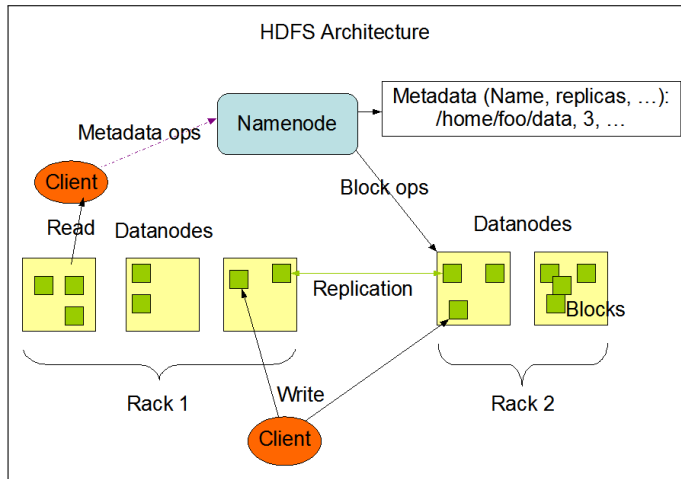 HDFS Architecture
Metadata (Name, replicas, …):
/home/foo/data, 3, …
Namenode
Metadata ops
Client
Block ops
Read
Datanodes
Datanodes
Replication
Blocks
Rack 1
Write
Rack 2
Client